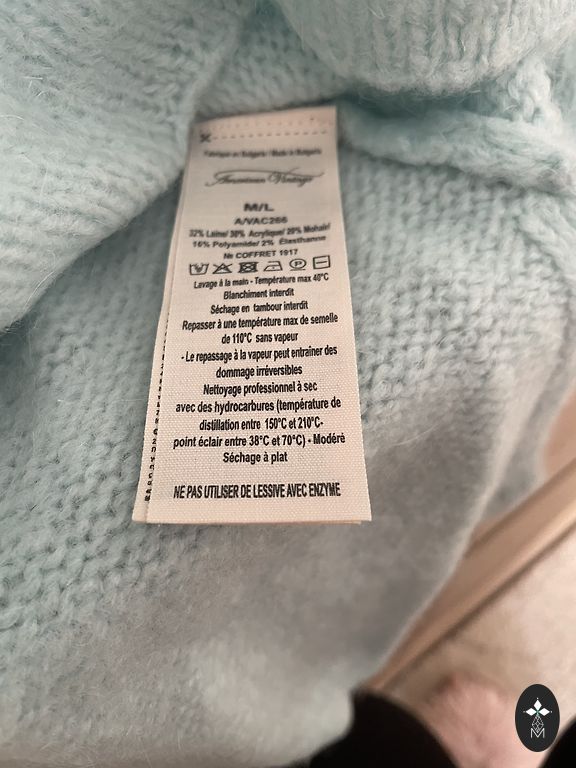 Fabriqué en Bulgarie / Made in Bulgaria
American Vintage
M/L
A/VAC266
32% Laine/ 30% Acrylique/ 20% Mohair/
16% Polyamide/ 2% Elasthanne
№ COFFRET 1917
Lavage à la main - Température max 40°C
Blanchiment interdit
Séchage en tambour interdit
Repasser à une température max de semelle
de 110°C sans vapeur
- Le repassage à la vapeur peut entraîner des
dommage irréversibles
Nettoyage professionnel à sec
avec des hydrocarbures (température de
distillation entre 150°C et 210°C-
point éclair entre 38°C et 70°C) - Modéré
Séchage à plat
NE PAS UTILISER DE LESSIVE AVEC ENZYME
M